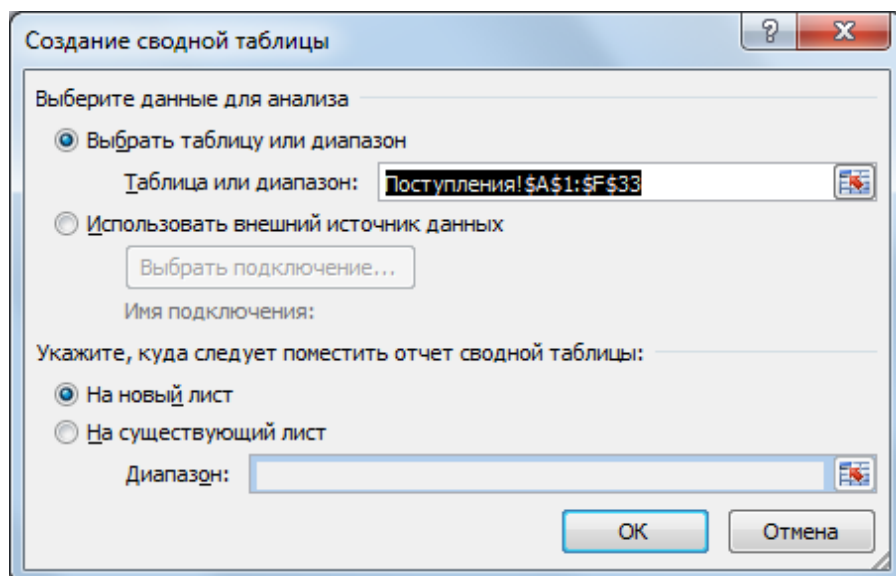 Создание сводной таблицы
?
Выберите данные для анализа
Выбрать таблицу или диапазон
Таблица или диапазон: Поступления!$A$1:$F$33
Использовать внешний источник данных
Выбрать подключение...
Имя подключения:
Укажите, куда следует поместить отчет сводной таблицы:
На новый лист
На существующий лист
Диапазон:
ОК Отмена